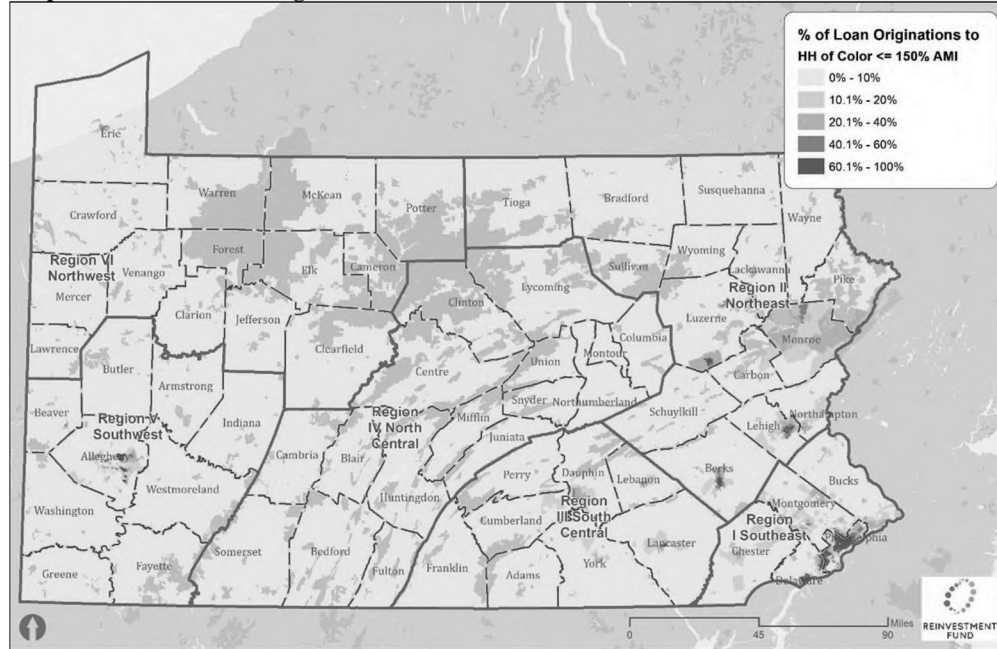 % of Loan Originations to
HH of Color <= 150% AMI
0% - 10%
10.1% - 20%
20.1% - 40%
40.1% - 60%
60.1% - 100%
Erie
Warren
McKean
Potter
Tioga
Bradford
Susquehanna
Wayne
Crawford
Forest
Elk
Cameron
Sullivan
Wyoming
Lackawanna
Pike
Region VI
Northwest
Venango
Mercer
Clarion
Jefferson
Clinton
Lycoming
Region II
Northeast
Luzerne
Monroe
Lawrence
Butler
Clearfield
Centre
Union
Montour
Columbia
Carbon
Armstrong
Beaver
Indiana
Region V
Southwest
Allegheny
Region
IV North
Central
Snyder
Northumberland
Mifflin
Juniata
Schuylkill
Northampton
Lehigh
Cambria
Blair
Westmoreland
Washington
Huntingdon
Perry
Dauphin
Lebanon
Berks
Bucks
Montgomery
Cumberland
Region
III South
Central
Region
I Southeast
Philadelphia
Greene
Fayette
Somerset
Bedford
Fulton
Franklin
Adams
York
Lancaster
Chester
Delaware
Miles
0
45
90
REINVESTMENT
FUND